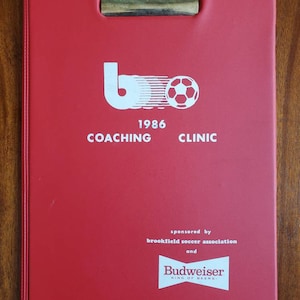 b
1986
COACHING CLINIC
sponsored by
brookfield soccer association
and
Budweiser
KING OF BEERS